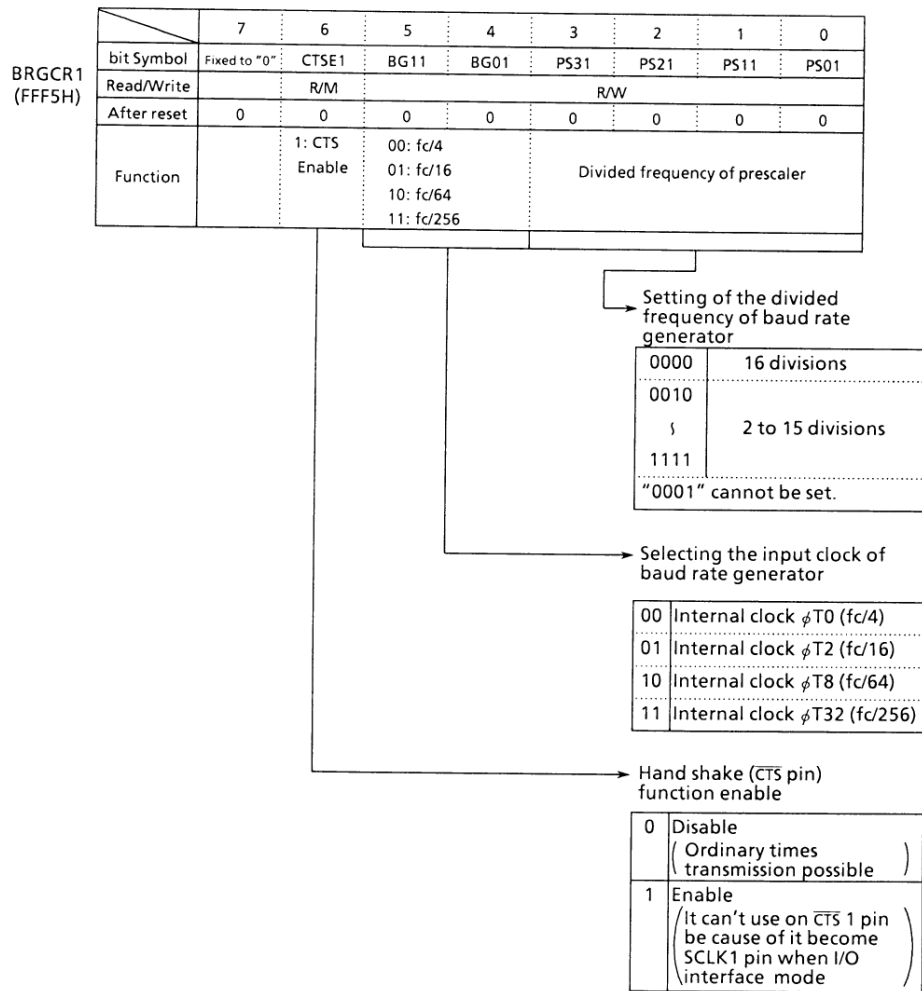 7 6 5 4 3 2 1 0
BRGCR1
(FFF5H)
bit Symbol Fixed to "0" CTSE1 BG11 BG01 PS31 PS21 PS11 PS01
Read/Write R/M R/W
After reset 0 0 0 0 0 0 0 0
Function
1: CTS
Enable
00: fc/4
01: fc/16
10: fc/64
11: fc/256
Divided frequency of prescaler
Setting of the divided
frequency of baud rate
generator
0000 16 divisions
0010
≀ 2 to 15 divisions
1111
"0001" cannot be set.
Selecting the input clock of
baud rate generator
00 Internal clock φT0 (fc/4)
01 Internal clock φT2 (fc/16)
10 Internal clock φT8 (fc/64)
11 Internal clock φT32 (fc/256)
Hand shake (C̅T̅S̅ pin)
function enable
0 Disable
( Ordinary times
transmission possible )
1 Enable
(It can't use on C̅T̅S̅ 1 pin
be cause of it become
SCLK1 pin when I/O
interface mode )